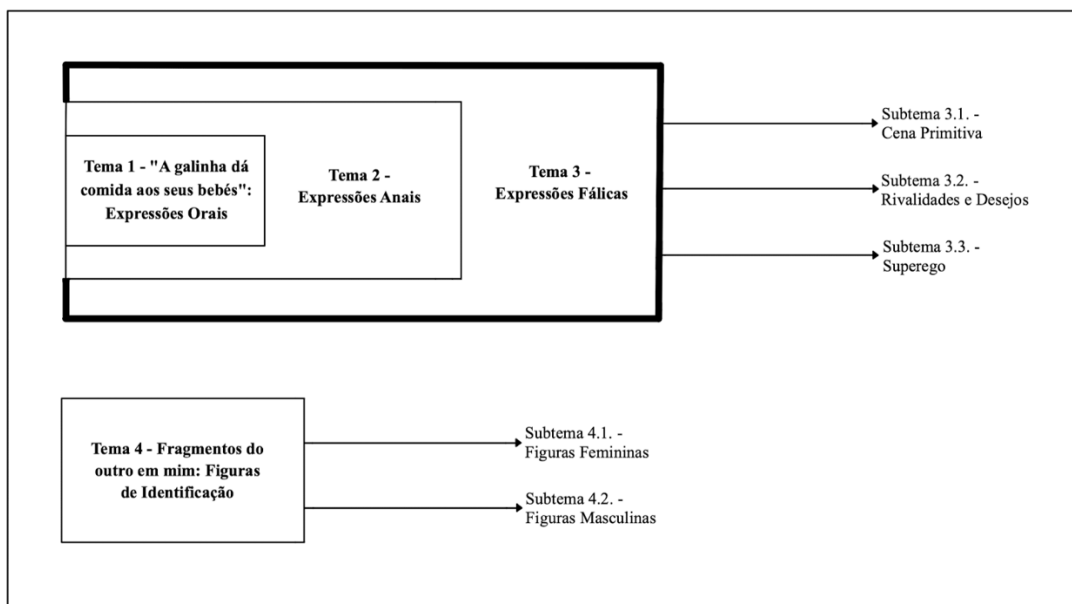 Tema 1 - "A galinha dá
comida aos seus bebés":
Expressões Orais
Tema 2 -
Expressões Anais
Tema 3 -
Expressões Fálicas
Subtema 3.1. -
Cena Primitiva
Subtema 3.2. -
Rivalidades e Desejos
Subtema 3.3. -
Superego
Tema 4 - Fragmentos do
outro em mim: Figuras
de Identificação
Subtema 4.1. -
Figuras Femininas
Subtema 4.2. -
Figuras Masculinas